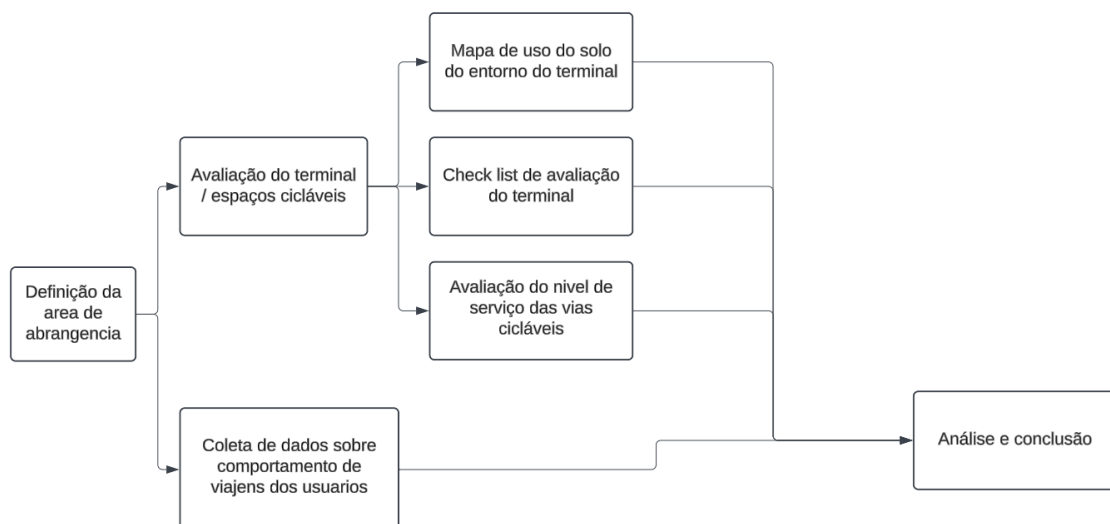 Mapa de uso do solo
do entorno do terminal
Avaliação do terminal
/ espaços cicláveis
Check list de avaliação
do terminal
Definição da
area de
abrangencia
Avaliação do nivel de
serviço das vias
cicláveis
Coleta de dados sobre
comportamento de
viajens dos usuarios
Análise e conclusão